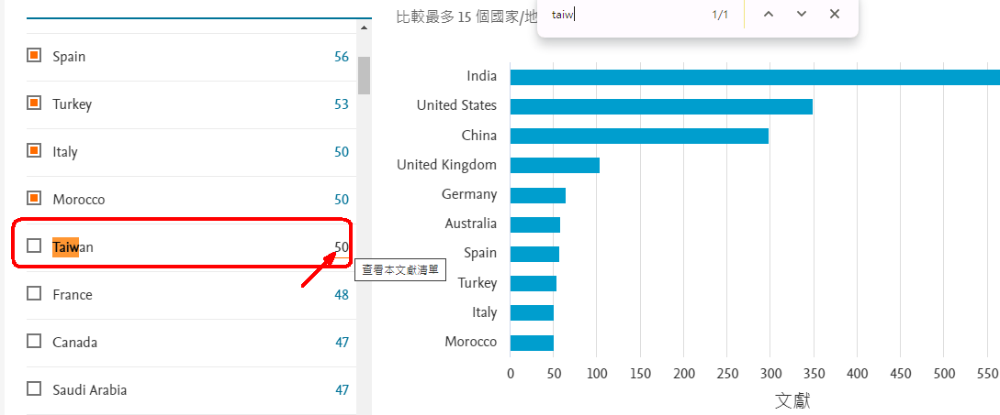 比較最多 15 個國家/地
taiw
1/1
Spain 56
Turkey 53
Italy 50
Morocco 50
Taiwan 50
查看本文獻清單
France 48
Canada 47
Saudi Arabia 47
India
United States
China
United Kingdom
Germany
Australia
Spain
Turkey
Italy
Morocco
0 50 100 150 200 250 300 350 400 450 500 550
文獻